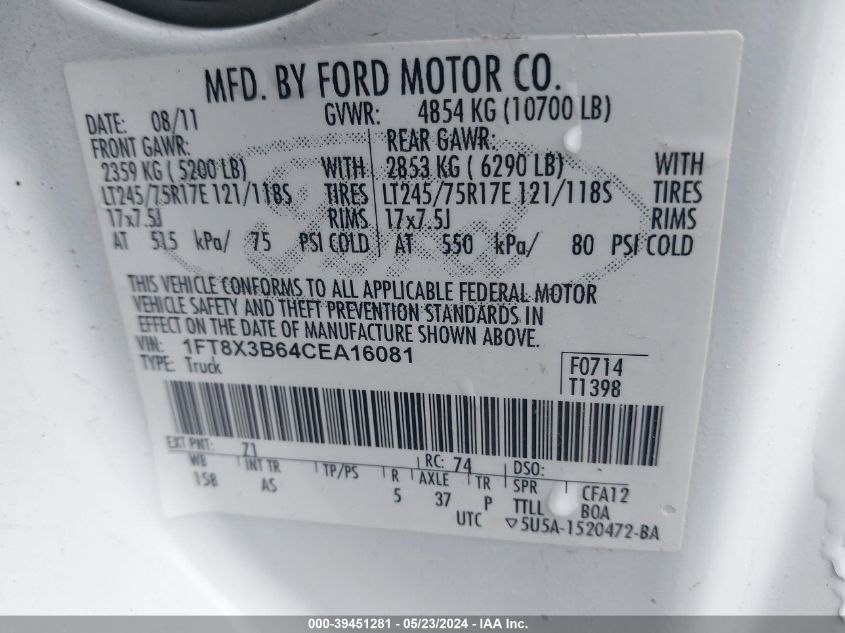 MFD. BY FORD MOTOR CO.
DATE: 08/11 GVWR: 4854 KG (10700 LB)
FRONT GAWR: REAR GAWR:
2359 KG ( 5200 LB) WITH 2853 KG ( 6290 LB) WITH
LT245/75R17E 121/118S TIRES LT245/75R17E 121/118S TIRES
17x7.5J RIMS 17x7.5J RIMS
AT 515 kPa/ 75 PSI COLD AT 550 kPa/ 80 PSI COLD
THIS VEHICLE CONFORMS TO ALL APPLICABLE FEDERAL MOTOR
VEHICLE SAFETY AND THEFT PREVENTION STANDARDS IN
EFFECT ON THE DATE OF MANUFACTURE SHOWN ABOVE.
VIN: 1FT8X3B64CEA16081
TYPE: Truck
F0714
T1398
EXT PNT: Z1 RC: 74 DSO:
WB INT TR TP/PS R AXLE TR SPR CFA12
158 AS 5 37 P TTLL BOA
UTC ▽5U5A-1520472-BA
Ford
000-39451281 - 05/23/2024 - IAA Inc.